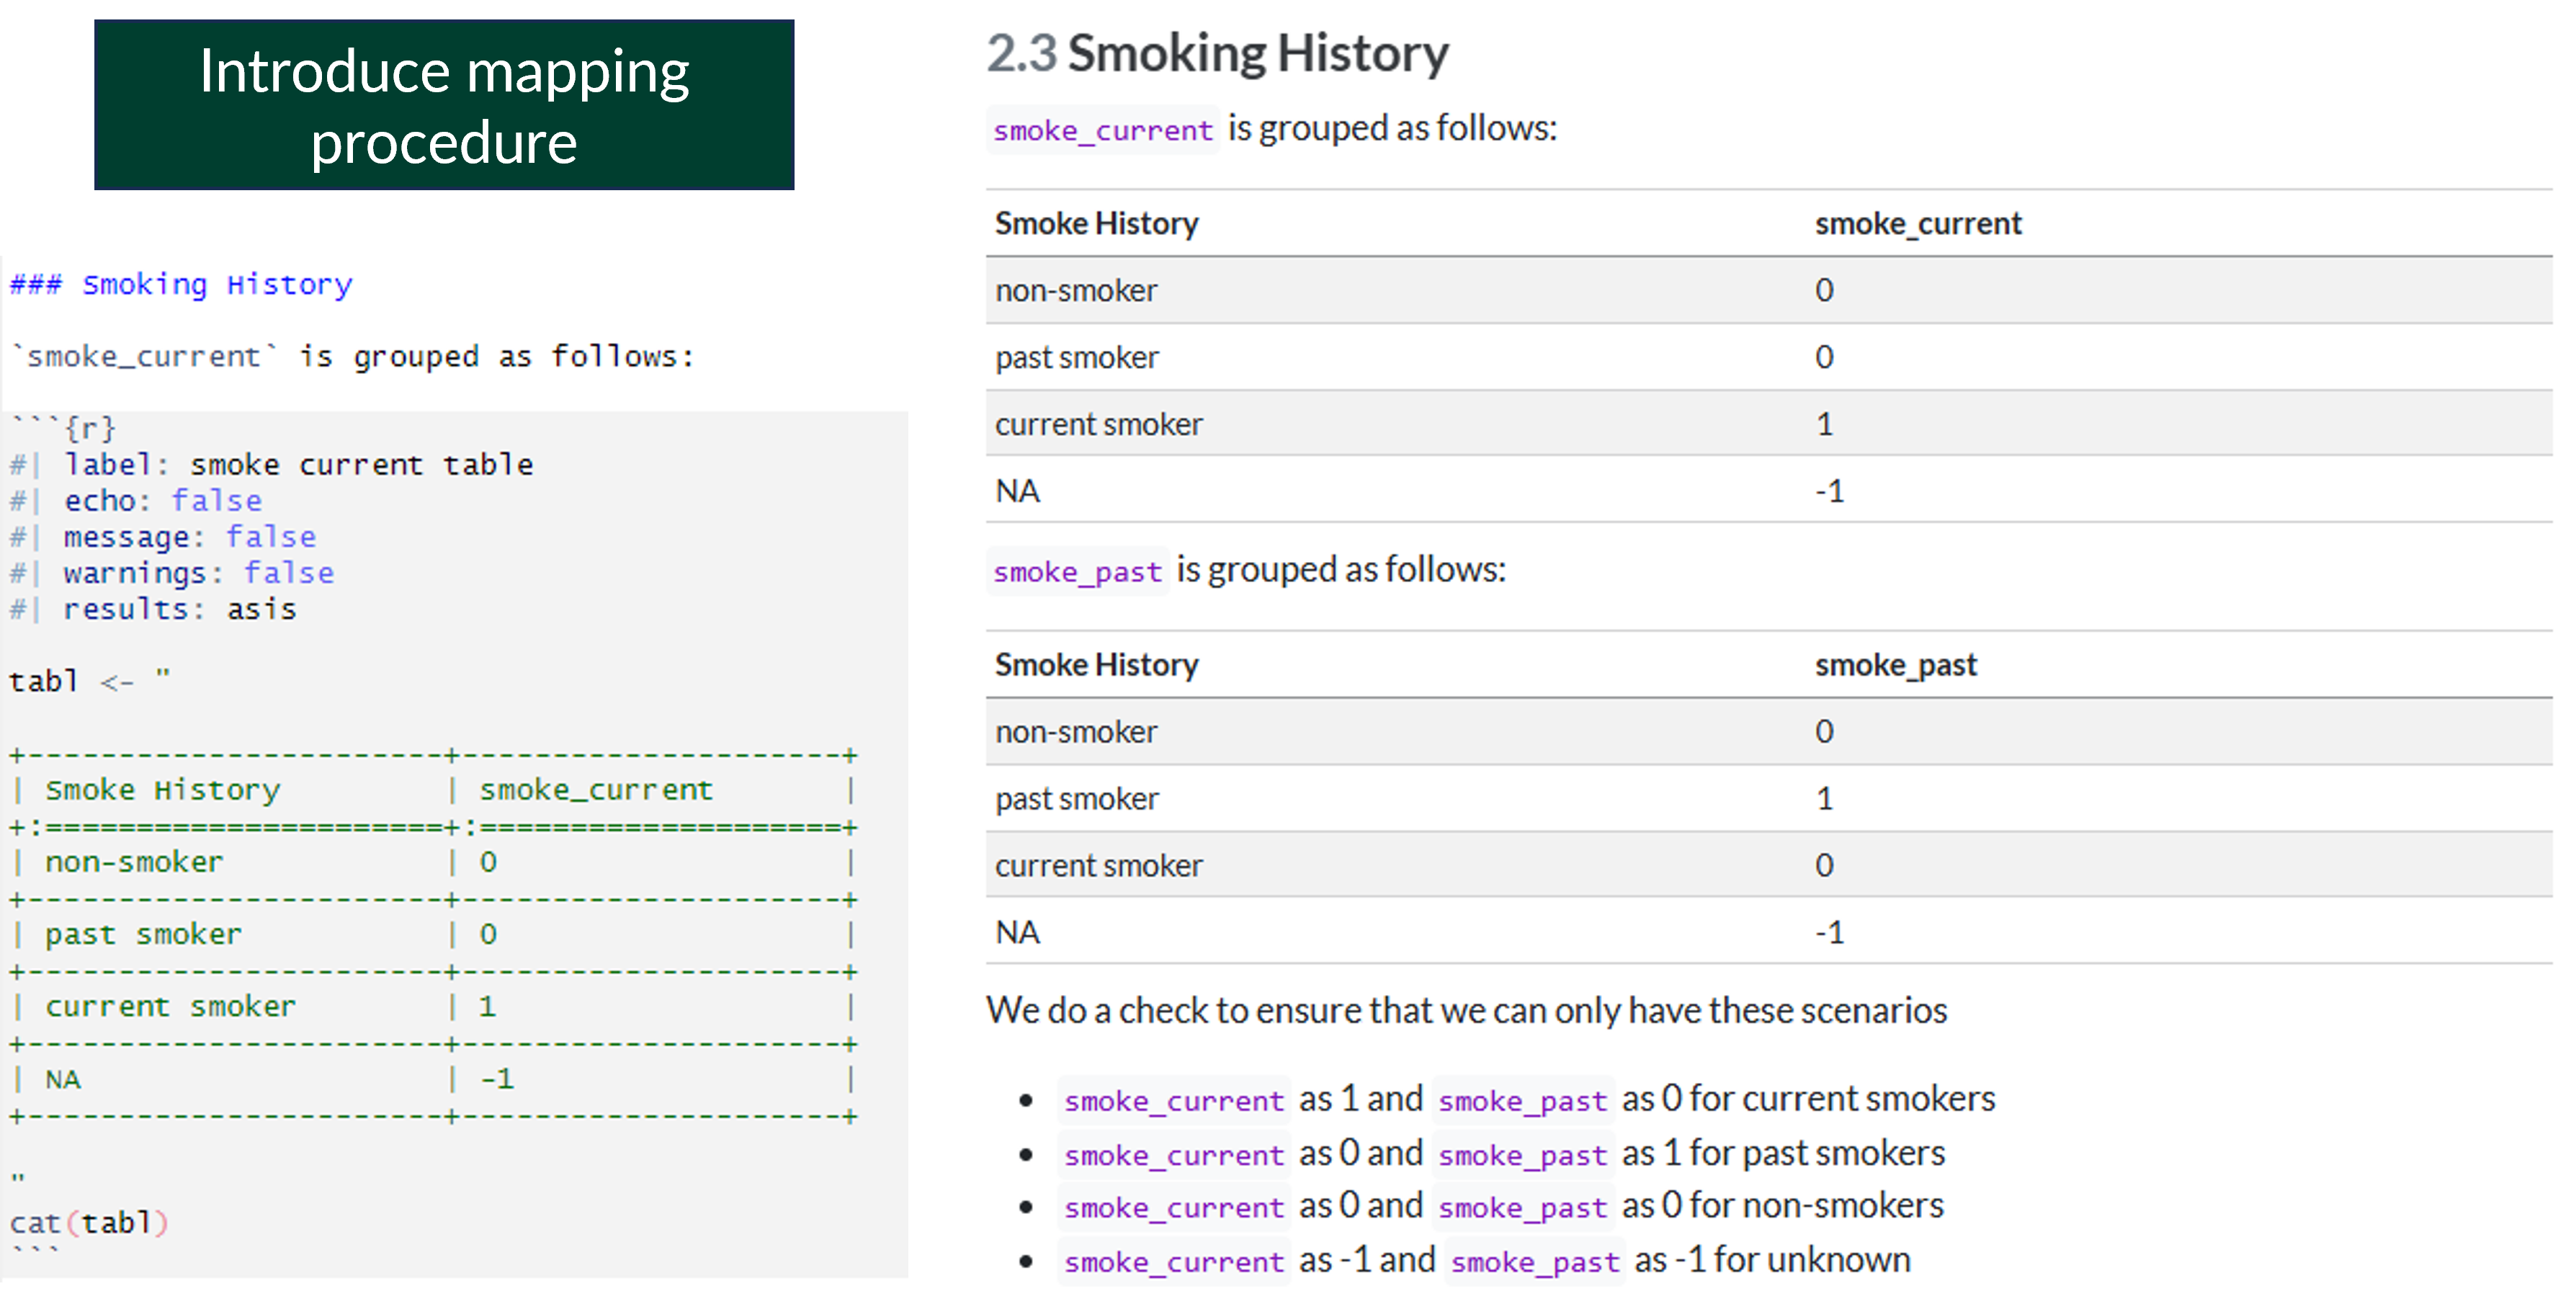 Introduce mapping
procedure
### Smoking History
`smoke_current` is grouped as follows:
```{r}
#| label: smoke current table
#| echo: false
#| message: false
#| warnings: false
#| results: asis
tabl <- "
+-----------------------+---------------------+
| Smoke History | smoke_current |
+:======================+:====================+
| non-smoker | 0 |
+-----------------------+---------------------+
| past smoker | 0 |
+-----------------------+---------------------+
| current smoker | 1 |
+-----------------------+---------------------+
| NA | -1 |
+-----------------------+---------------------+
"
cat(tabl)
```
2.3 Smoking History
smoke_current is grouped as follows:
Smoke History smoke_current
non-smoker 0
past smoker 0
current smoker 1
NA -1
smoke_past is grouped as follows:
Smoke History smoke_past
non-smoker 0
past smoker 1
current smoker 0
NA -1
We do a check to ensure that we can only have these scenarios
• smoke_current as 1 and smoke_past as 0 for current smokers
• smoke_current as 0 and smoke_past as 1 for past smokers
• smoke_current as 0 and smoke_past as 0 for non-smokers
• smoke_current as -1 and smoke_past as -1 for unknown